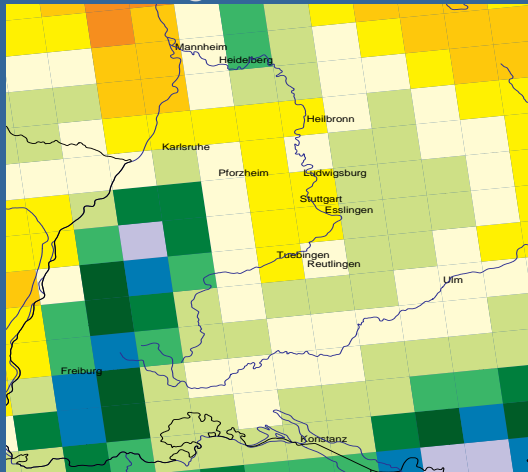 Mannheim
Heidelberg
Heilbronn
Karlsruhe
Pforzheim
Ludwigsburg
Stuttgart
Esslingen
Tuebingen
Reutlingen
Ulm
Freiburg
Konstanz